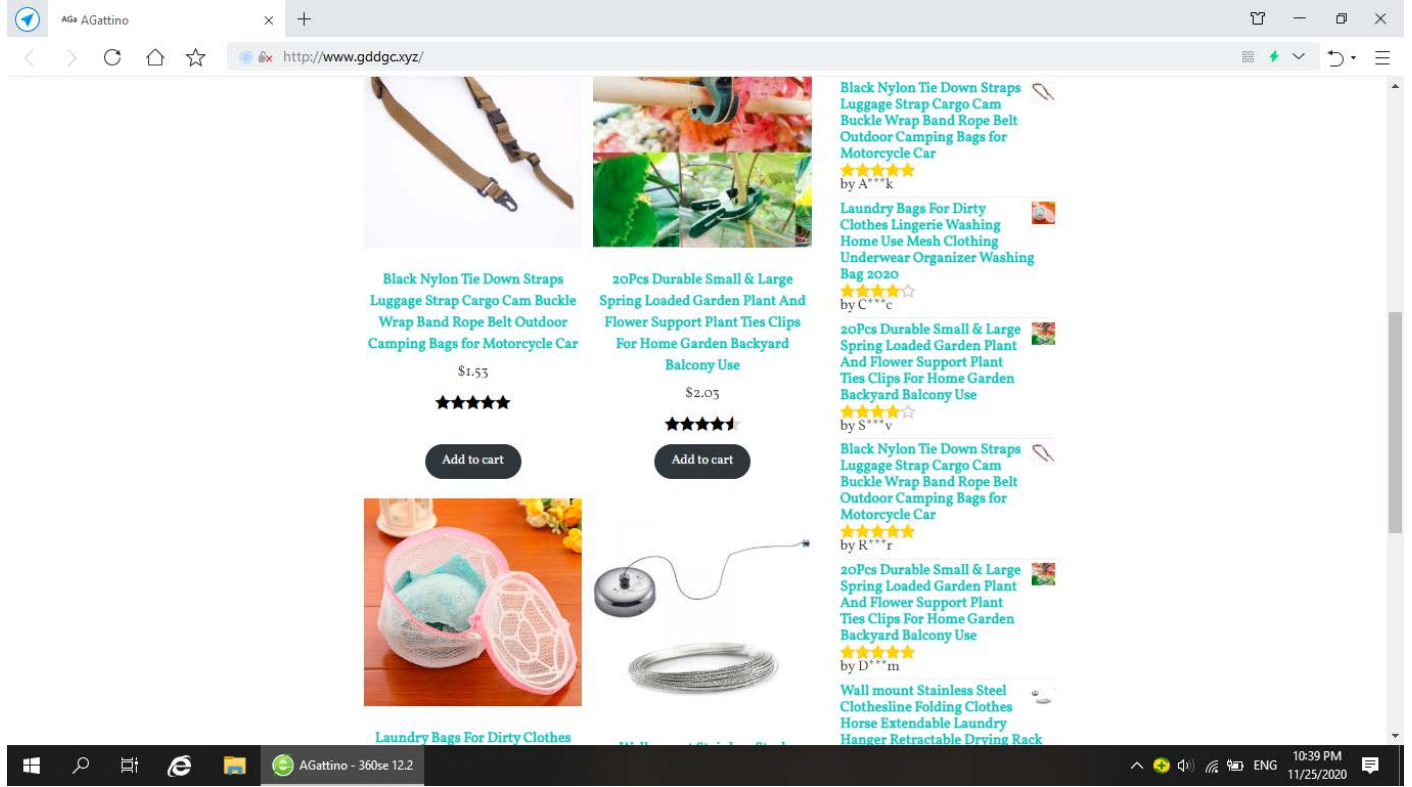 AGa AGattino
http://www.gddgc.xyz/
Black Nylon Tie Down Straps
Luggage Strap Cargo Cam Buckle
Wrap Band Rope Belt Outdoor
Camping Bags for Motorcycle Car
$1.53
Add to cart
20Pcs Durable Small & Large
Spring Loaded Garden Plant And
Flower Support Plant Ties Clips
For Home Garden Backyard
Balcony Use
$2.03
Add to cart
Laundry Bags For Dirty Clothes
Black Nylon Tie Down Straps
Luggage Strap Cargo Cam
Buckle Wrap Band Rope Belt
Outdoor Camping Bags for
Motorcycle Car
by A***k
Laundry Bags For Dirty
Clothes Lingerie Washing
Home Use Mesh Clothing
Underwear Organizer Washing
Bag 2020
by C***c
20Pcs Durable Small & Large
Spring Loaded Garden Plant
And Flower Support Plant
Ties Clips For Home Garden
Backyard Balcony Use
by S***v
Black Nylon Tie Down Straps
Luggage Strap Cargo Cam
Buckle Wrap Band Rope Belt
Outdoor Camping Bags for
Motorcycle Car
by R***r
20Pcs Durable Small & Large
Spring Loaded Garden Plant
And Flower Support Plant
Ties Clips For Home Garden
Backyard Balcony Use
by D***m
Wall mount Stainless Steel
Clothesline Folding Clothes
Horse Extendable Laundry
Hanger Retractable Drying Rack
AGattino - 360se 12.2
ENG
10:39 PM
11/25/2020